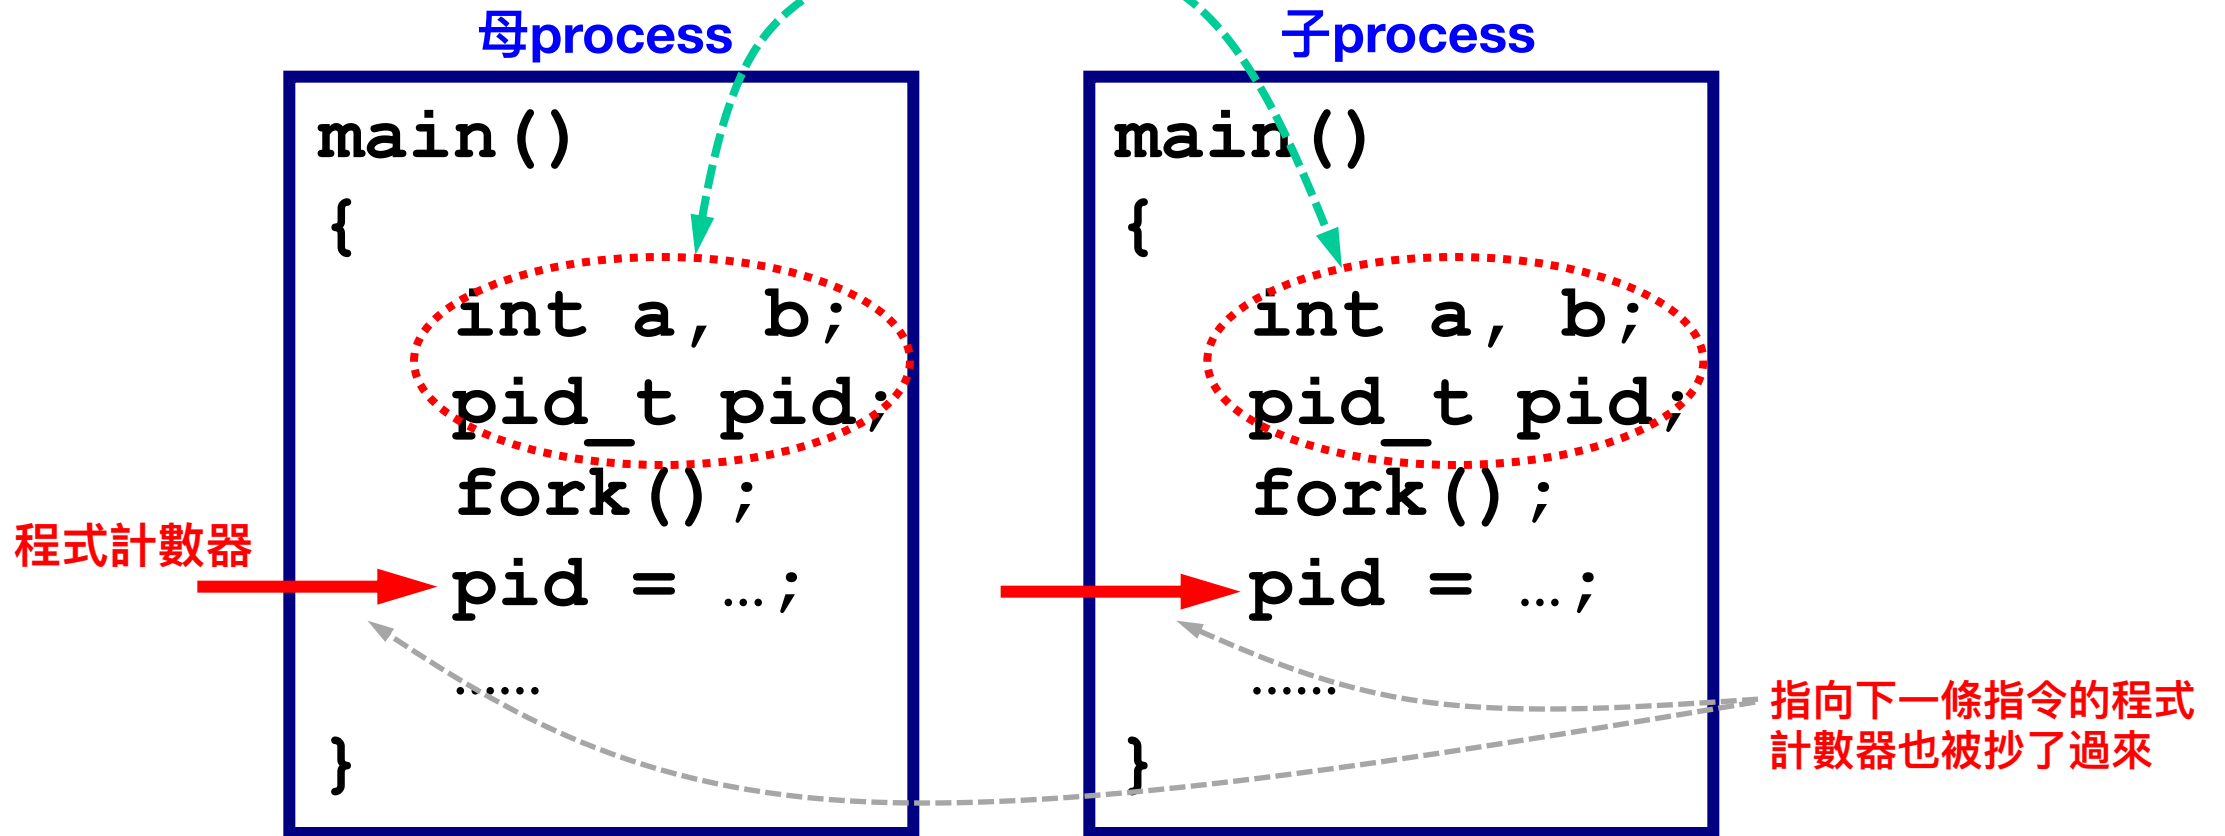 母process
main()
{
int a, b;
pid_t pid;
fork();
pid = …;
……
}
程式計數器
子process
main()
{
int a, b;
pid_t pid;
fork();
pid = …;
……
}
指向下一條指令的程式
計數器也被抄了過來